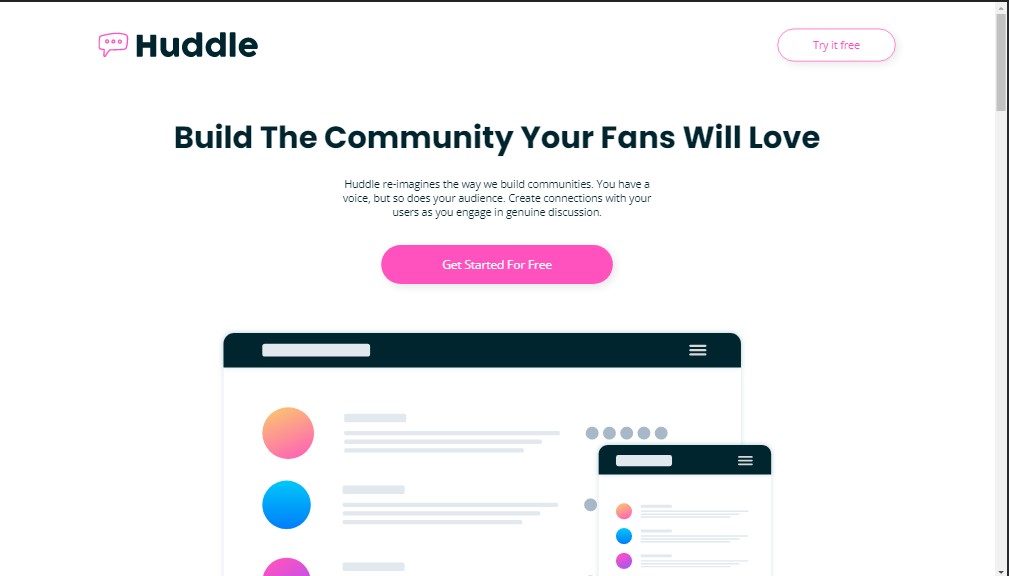 Huddle
Try it free
Build The Community Your Fans Will Love
Huddle re-imagines the way we build communities. You have a
voice, but so does your audience. Create connections with your
users as you engage in genuine discussion.
Get Started For Free